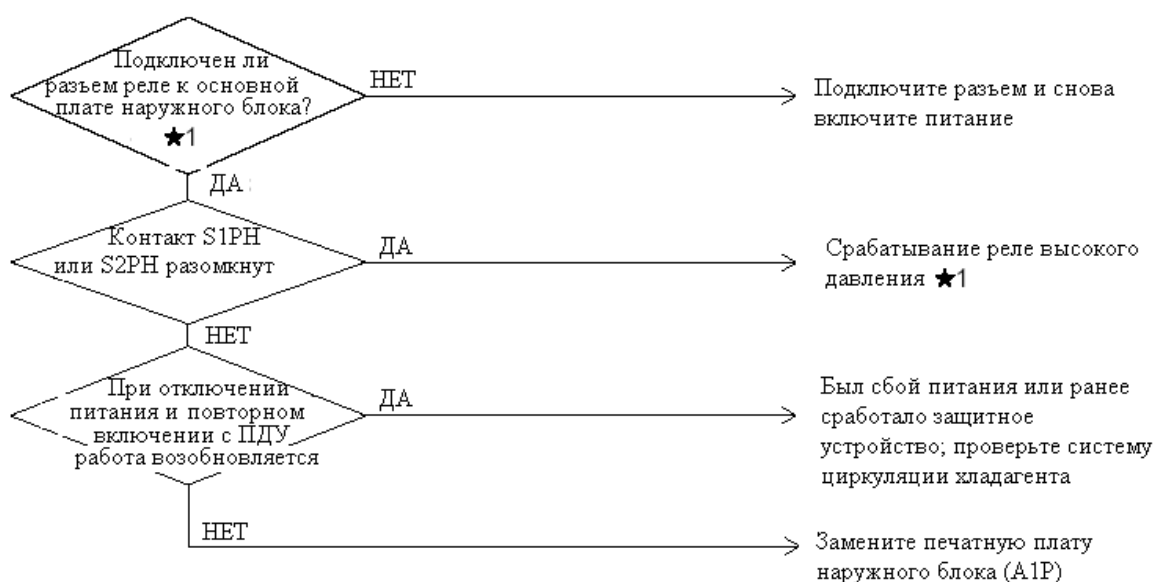 Подключен ли
разъем реле к основной
плате наружного блока?
★1
НЕТ
Подключите разъем и снова
включите питание
ДА
Контакт S1PH
или S2PH разомкнут
ДА
Срабатывание реле высокого
давления ★1
НЕТ
При отключении
питания и повторном
включении с ПДУ
работа возобновляется
ДА
Был сбой питания или ранее
сработало защитное
устройство; проверьте систему
циркуляции хладагента
НЕТ
Замените печатную плату
наружного блока (A1P)